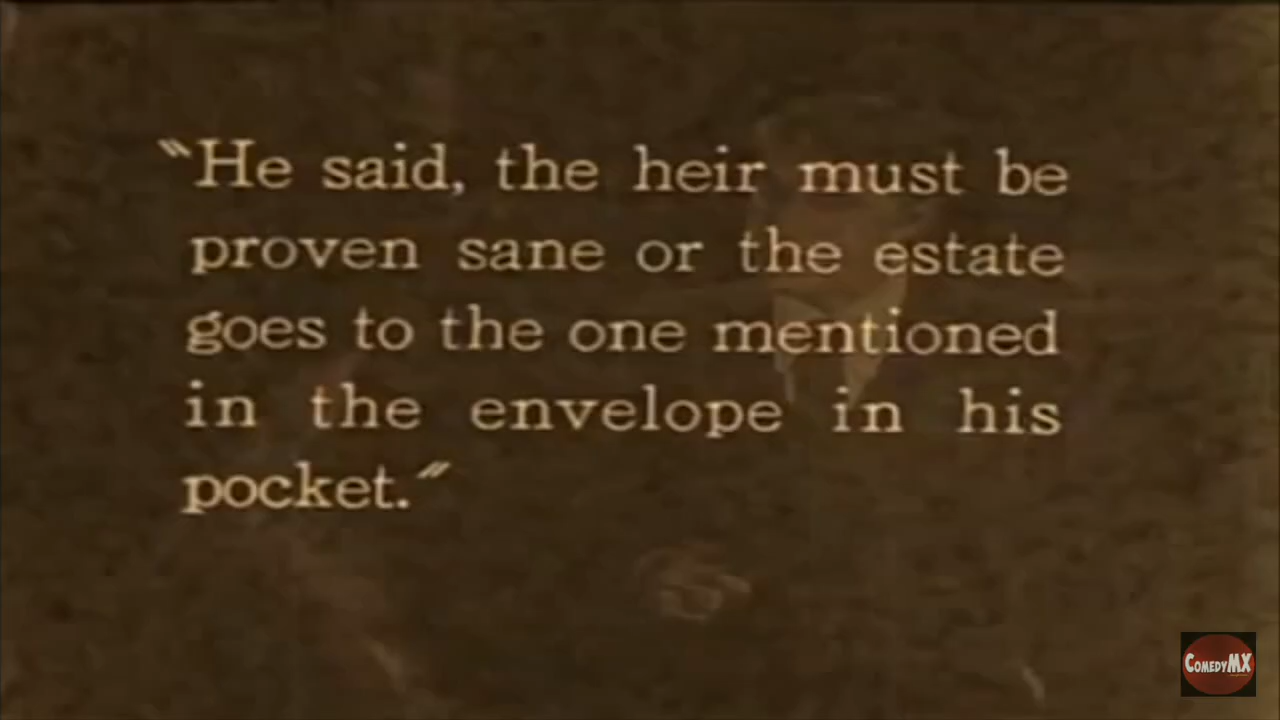 "He said, the heir must be
proven sane or the estate
goes to the one mentioned
in the envelope in his
pocket."
COMEDYMX